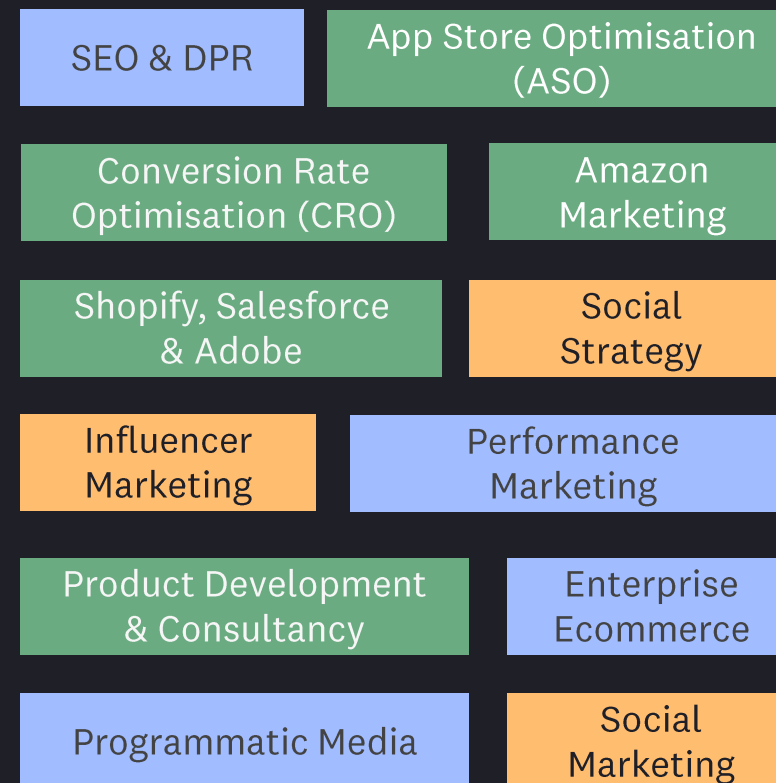 SEO & DPR
App Store Optimisation
(ASO)
Conversion Rate
Optimisation (CRO)
Amazon
Marketing
Shopify, Salesforce
& Adobe
Social
Strategy
Influencer
Marketing
Performance
Marketing
Product Development
& Consultancy
Enterprise
Ecommerce
Programmatic Media
Social
Marketing